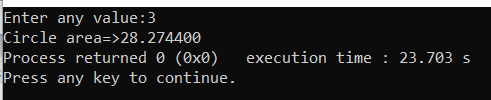 Enter any value:3
Circle area=>28.274400
Process returned 0 (0x0)   execution time : 23.703 s
Press any key to continue.